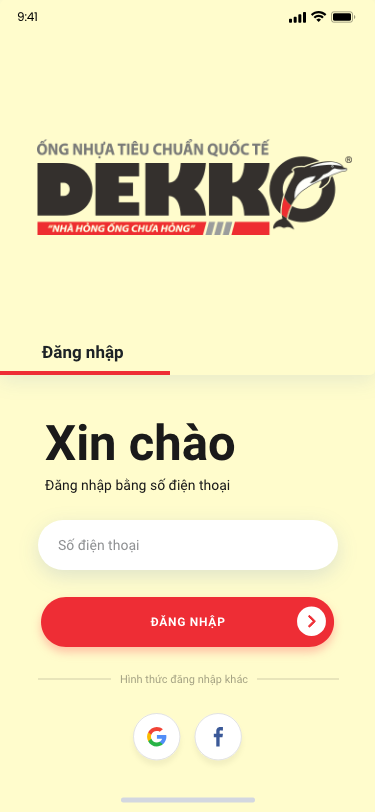 9:41
ỐNG NHỰA TIÊU CHUẨN QUỐC TẾ
DEKKO®
"NHÀ HỎNG ỐNG CHƯA HỎNG"
Đăng nhập
Xin chào
Đăng nhập bằng số điện thoại
Số điện thoại
ĐĂNG NHẬP
Hình thức đăng nhập khác